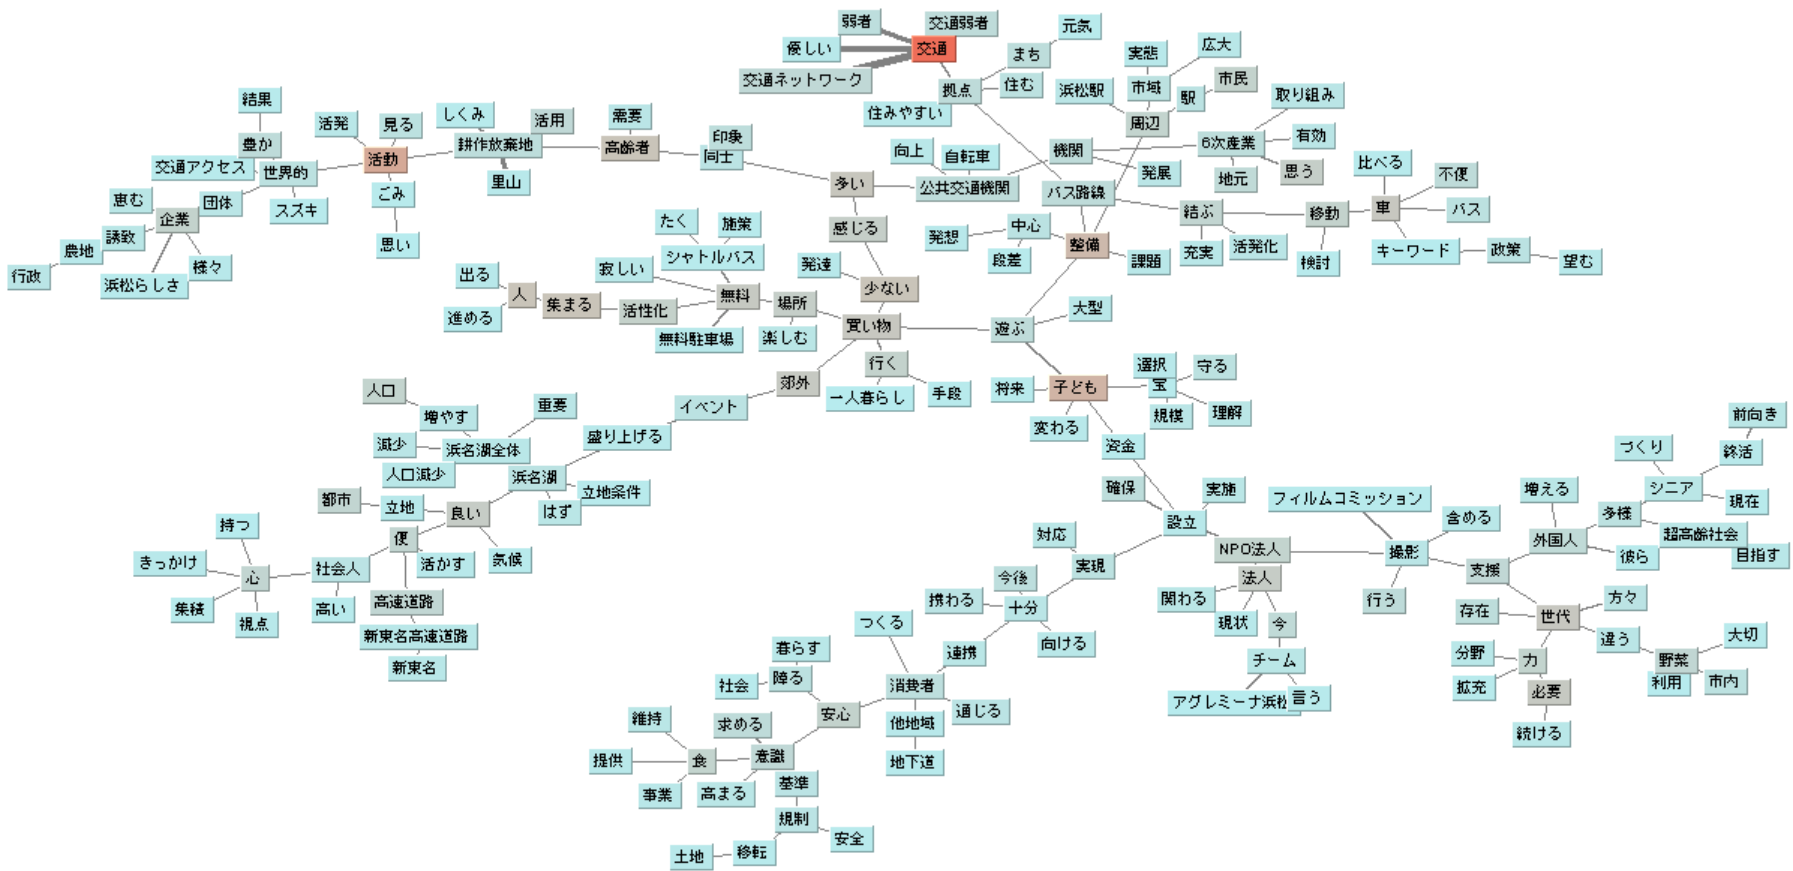 弱者
交通弱者
元気
優しい
交通
まち
実態
広大
交通ネットワーク
拠点
住む
浜松駅
市域
駅
市民
取り組み
結果
住みやすい
周辺
有効
活発
見る
しくみ
活用
需要
印象
同士
豊か
活動
耕作放棄地
高齢者
向上
自転車
機関
6次産業
比べる
交通アクセス
世界的
里山
多い
公共交通機関
発展
地元
思う
不便
恵む
団体
スズキ
ごみ
バス路線
結ぶ
移動
車
バス
企業
たく
施策
感じる
発想
中心
整備
充実
活発化
キーワード
政策
望む
誘致
農地
思い
シャトルバス
段差
課題
検討
行政
浜松らしさ
様々
出る
寂しい
発達
少ない
人
集まる
活性化
無料
場所
大型
進める
無料駐車場
楽しむ
買い物
遊ぶ
郊外
行く
選択
守る
人口
イベント
一人暮らし
手段
将来
子ども
宝
増やす
重要
変わる
規模
理解
減少
浜名湖全体
盛り上げる
資金
前向き
人口減少
浜名湖
づくり
終活
都市
立地
良い
はず
立地条件
確保
実施
フィルムコミッション
増える
シニア
現在
持つ
便
気候
対応
設立
含める
多様
超高齢社会
きっかけ
社会人
活かす
実現
NPO法人
撮影
支援
外国人
彼ら
目指す
心
高い
高速道路
今後
法人
集積
視点
新東名高速道路
携わる
十分
関わる
現状
今
行う
存在
世代
方々
新東名
つくる
連携
向ける
チーム
違う
大切
暮らす
分野
力
野菜
社会
障る
消費者
アグレミーナ浜松
言う
拡充
必要
利用
市内
維持
求める
安心
他地域
通じる
続ける
提供
食
意識
地下道
事業
高まる
基準
規制
安全
土地
移転